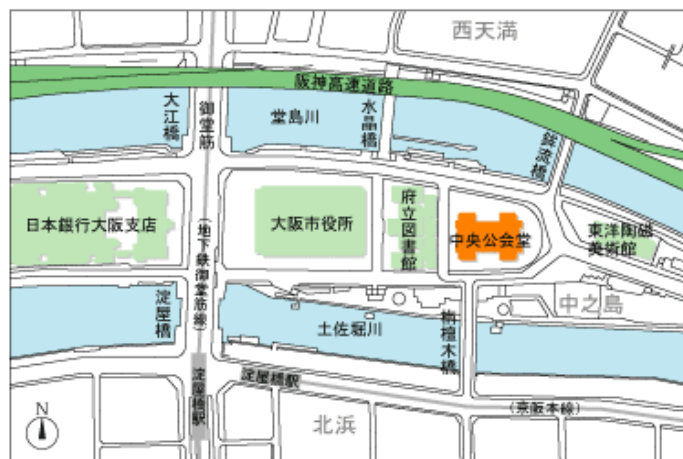 西天満
阪神高速道路
大江橋
御堂筋
堂島川
水晶橋
鉾流橋
日本銀行大阪支店
(地下鉄御堂筋線)
大阪市役所
府立図書館
中央公会堂
東洋陶磁
美術館
淀屋橋
土佐堀川
栴檀木橋
中之島
淀屋橋駅
淀屋橋駅
(京阪本線)
北浜
N